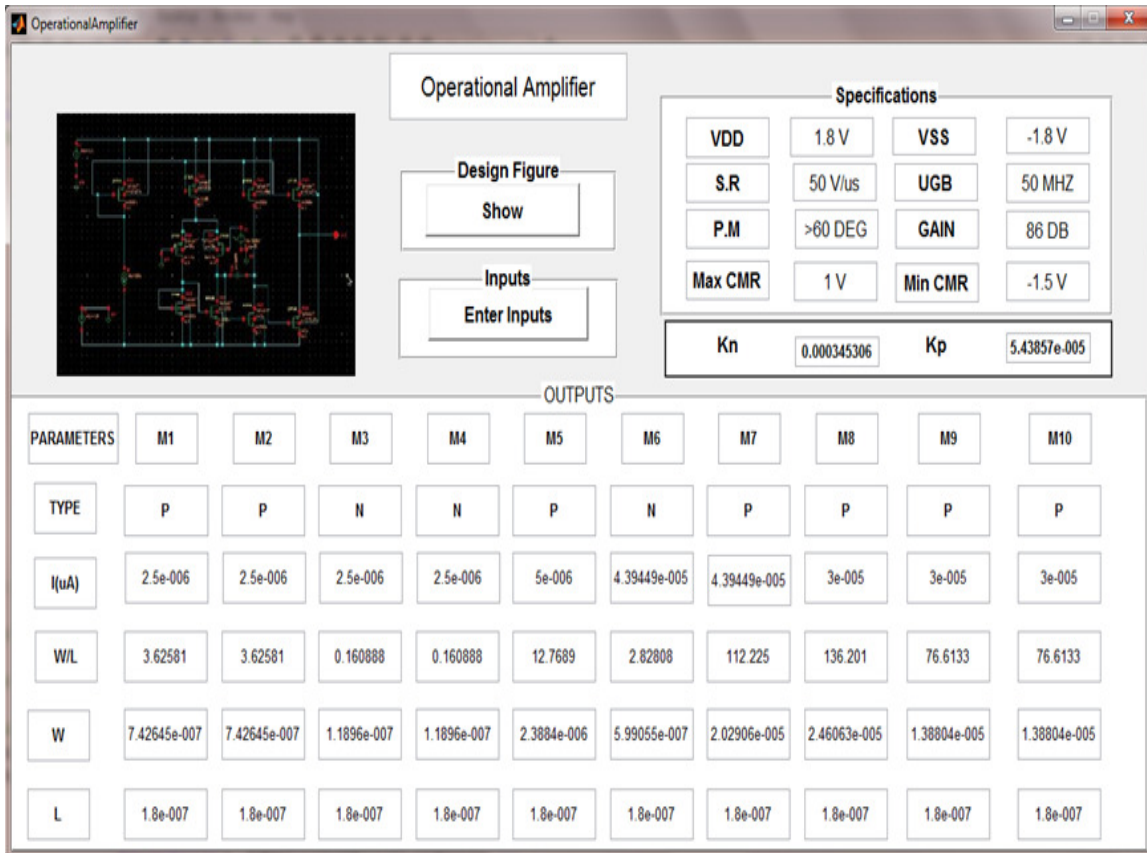 OperationalAmplifier
Operational Amplifier
Design Figure
Show
Inputs
Enter Inputs
Specifications
VDD 1.8 V VSS -1.8 V
S.R 50 V/us UGB 50 MHZ
P.M >60 DEG GAIN 86 DB
Max CMR 1 V Min CMR -1.5 V
Kn 0.000345306 Kp 5.43857e-005
OUTPUTS
PARAMETERS M1 M2 M3 M4 M5 M6 M7 M8 M9 M10
TYPE P P N N P N P P P P
I(uA) 2.5e-006 2.5e-006 2.5e-006 2.5e-006 5e-006 4.39449e-005 4.39449e-005 3e-005 3e-005 3e-005
W/L 3.62581 3.62581 0.160888 0.160888 12.7689 2.82808 112.225 136.201 76.6133 76.6133
W 7.42645e-007 7.42645e-007 1.1896e-007 1.1896e-007 2.3884e-006 5.99055e-007 2.02906e-005 2.46063e-005 1.38804e-005 1.38804e-005
L 1.8e-007 1.8e-007 1.8e-007 1.8e-007 1.8e-007 1.8e-007 1.8e-007 1.8e-007 1.8e-007 1.8e-007